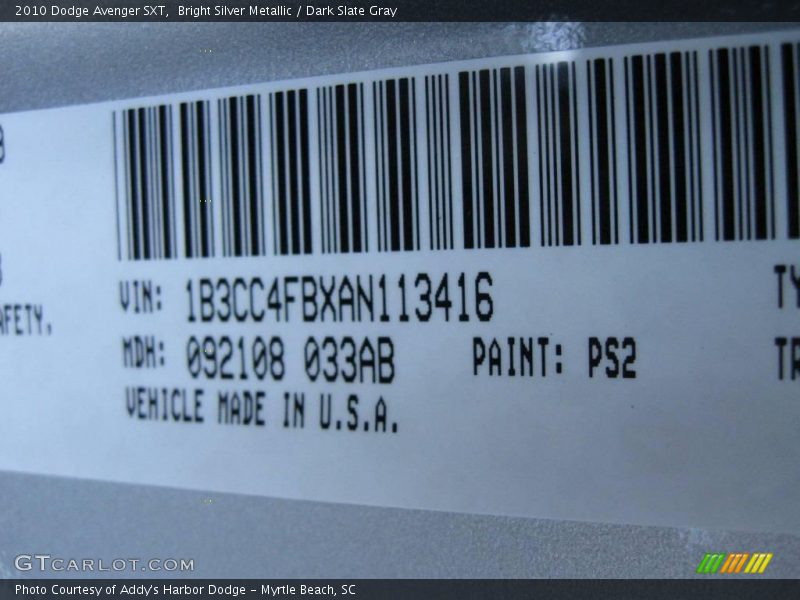 2010 Dodge Avenger SXT,  Bright Silver Metallic / Dark Slate Gray
VIN: 1B3CC4FBXAN113416
AFETY.
MDH: 092108 033AB PAINT: PS2
VEHICLE MADE IN U.S.A.
GTCARLOT.COM
Photo Courtesy of Addy's Harbor Dodge – Myrtle Beach, SC